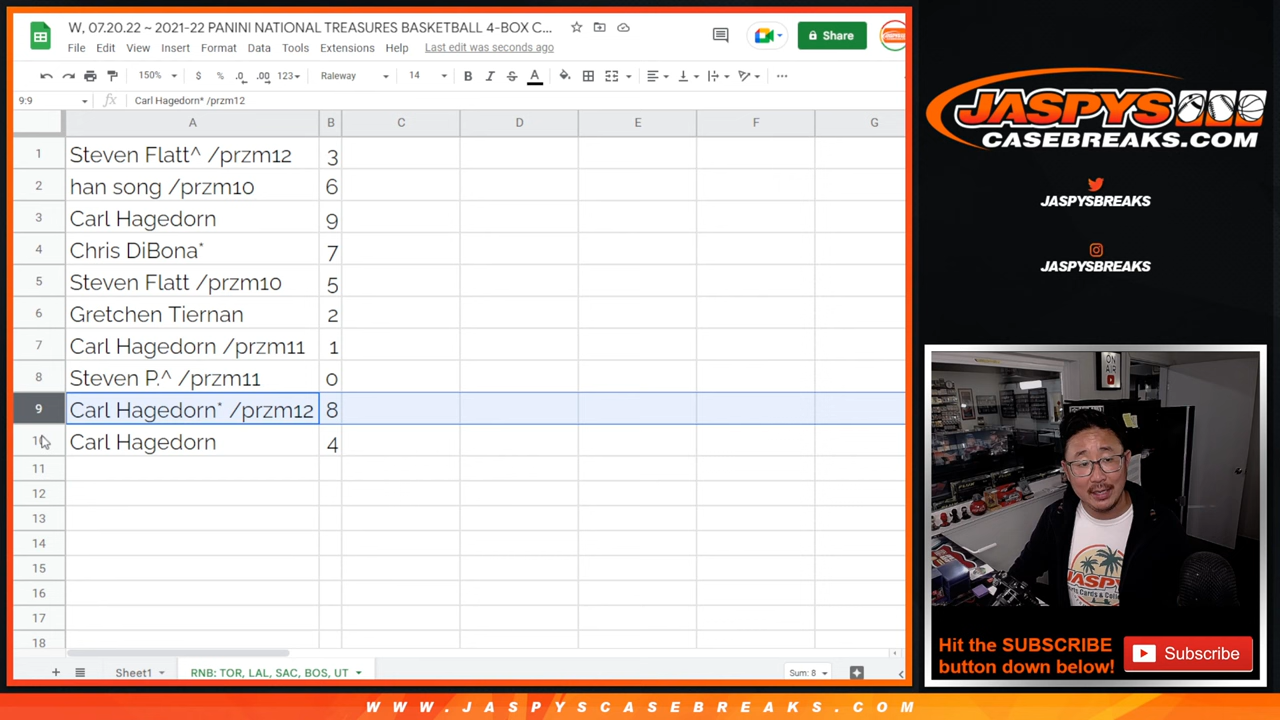 W, 07.20.22 ~ 2021-22 PANINI NATIONAL TREASURES BASKETBALL 4-BOX C...
File Edit View Insert Format Data Tools Extensions Help Last edit was seconds ago
Share
150% $ % .0 .00 123 Raleway 14 B I S A
9:9 fx Carl Hagedorn* /przm12
A B C D E F G
1 Steven Flatt^ /przm12 3
2 han song /przm10 6
3 Carl Hagedorn 9
4 Chris DiBona* 7
5 Steven Flatt /przm10 5
6 Gretchen Tiernan 2
7 Carl Hagedorn /przm11 1
8 Steven P.^ /przm11 0
9 Carl Hagedorn* /przm12 8
10 Carl Hagedorn 4
11
12
13
14
15
16
17
18
Sheet1 RNB: TOR, LAL, SAC, BOS, UT Sum: 8
JASPYS
CASEBREAKS.COM
JASPYSBREAKS
JASPYSBREAKS
ON AIR
JASPYS
Hit the SUBSCRIBE
button down below!
Subscribe
WWW.JASPYSCASEBREAKS.COM